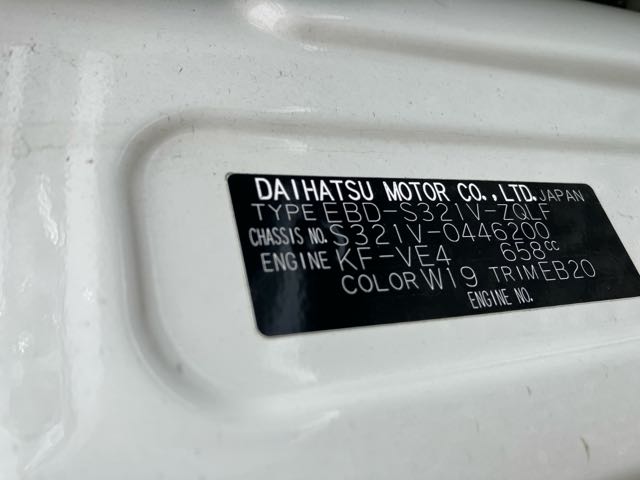 DAIHATSU MOTOR CO.,LTD. JAPAN
TYPE EBD-S321V-ZQLF
CHASSIS NO. S321V-0446200
ENGINE KF-VE4 658cc
COLOR W19 TRIM EB20
ENGINE NO.